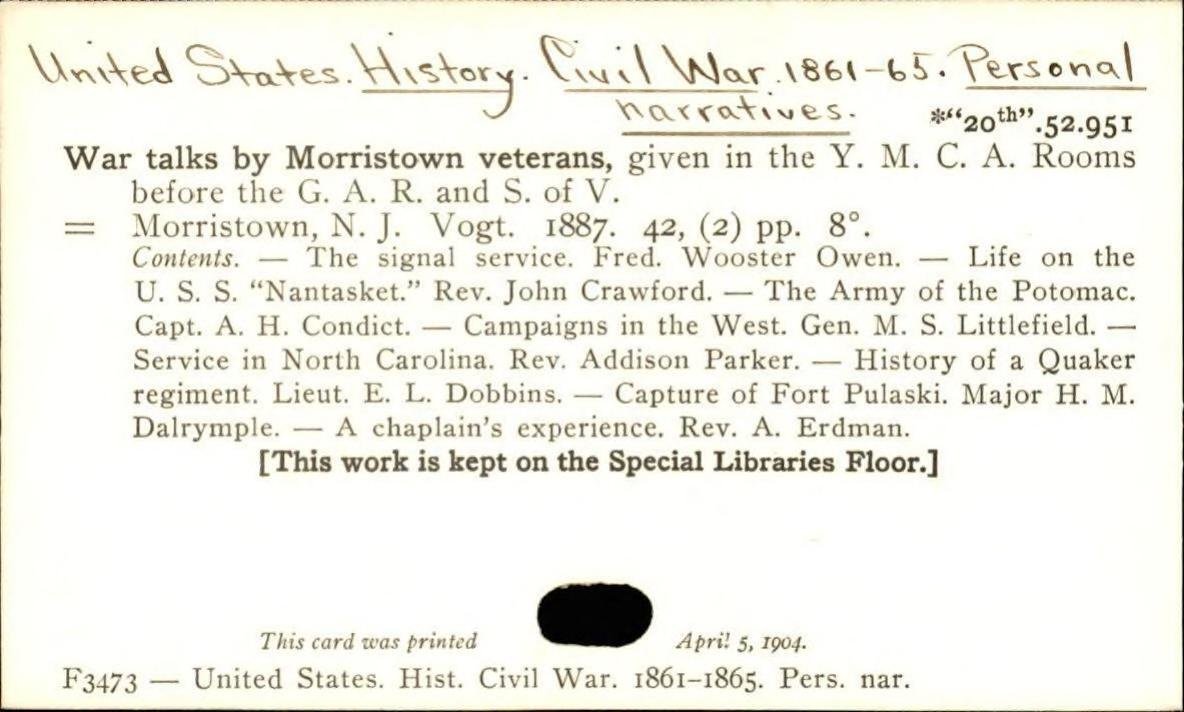 United States. History. Civil War. 1861-65. Personal
narratives.
*“20th”.52.951
War talks by Morristown veterans, given in the Y. M. C. A. Rooms
before the G. A. R. and S. of V.
= Morristown, N. J. Vogt. 1887. 42, (2) pp. 8°.
Contents. — The signal service. Fred. Wooster Owen. — Life on the
U. S. S. “Nantasket.” Rev. John Crawford. — The Army of the Potomac.
Capt. A. H. Condict. — Campaigns in the West. Gen. M. S. Littlefield. —
Service in North Carolina. Rev. Addison Parker. — History of a Quaker
regiment. Lieut. E. L. Dobbins. — Capture of Fort Pulaski. Major H. M.
Dalrymple. — A chaplain's experience. Rev. A. Erdman.
[This work is kept on the Special Libraries Floor.]
This card was printed April 5, 1904.
F3473 — United States. Hist. Civil War. 1861–1865. Pers. nar.